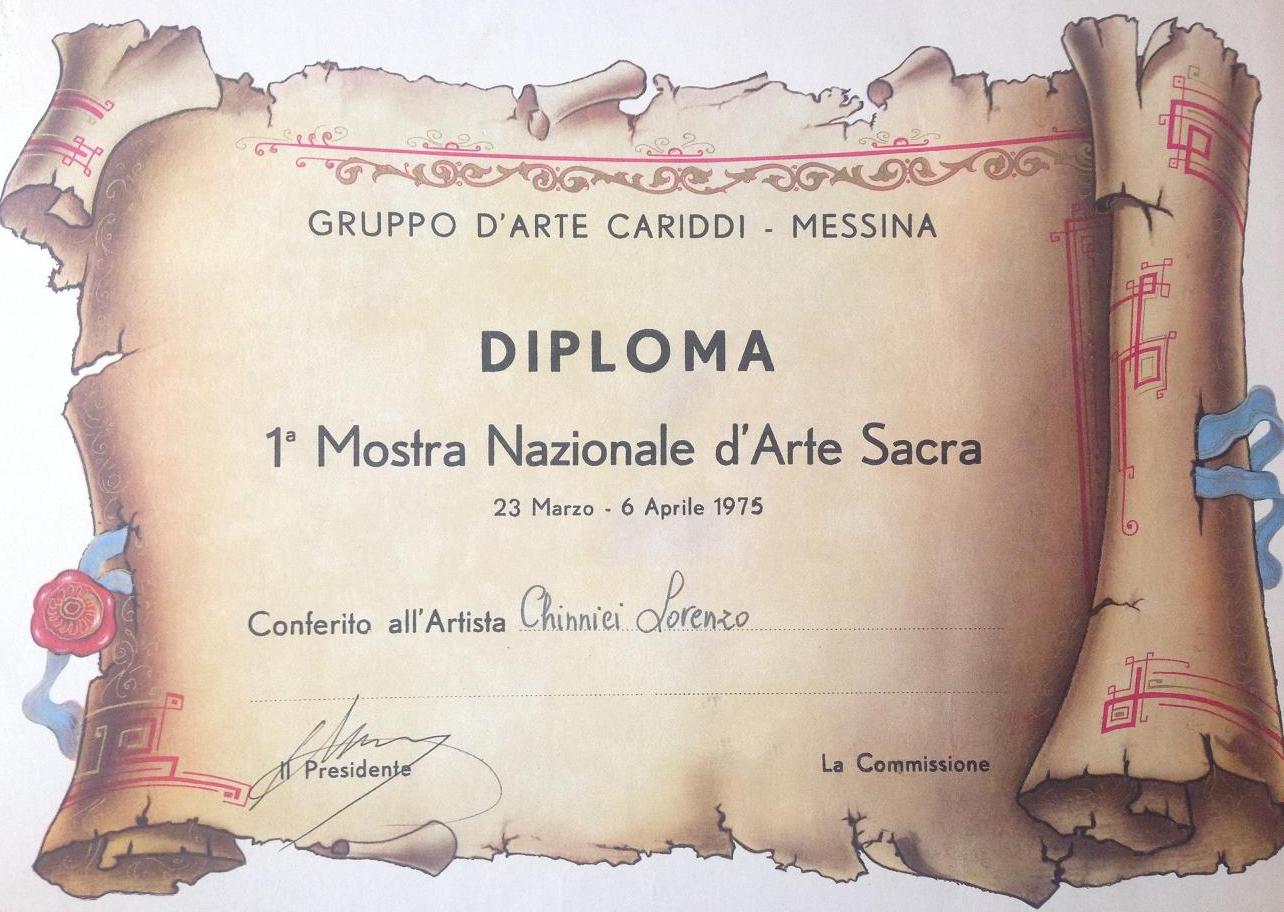 GRUPPO D'ARTE CARIDDI - MESSINA
DIPLOMA
1ª Mostra Nazionale d'Arte Sacra
23 Marzo - 6 Aprile 1975
Conferito all'Artista Chinnici Lorenzo
Il Presidente
La Commissione